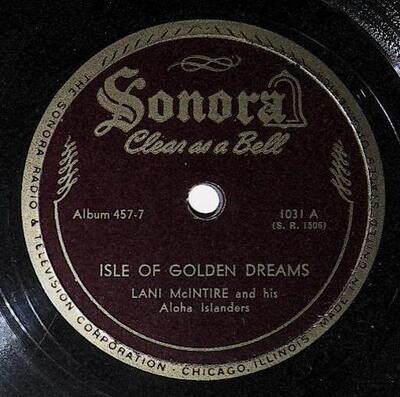 Sonora
Clear as a Bell
Album 457-7
1031 A
(S. R. 1506)
ISLE OF GOLDEN DREAMS
LANI McINTIRE and his
Aloha Islanders
THE SONORA RADIO & TELEVISION CORPORATION · CHICAGO, ILLINOIS · MADE IN UNITED STATES